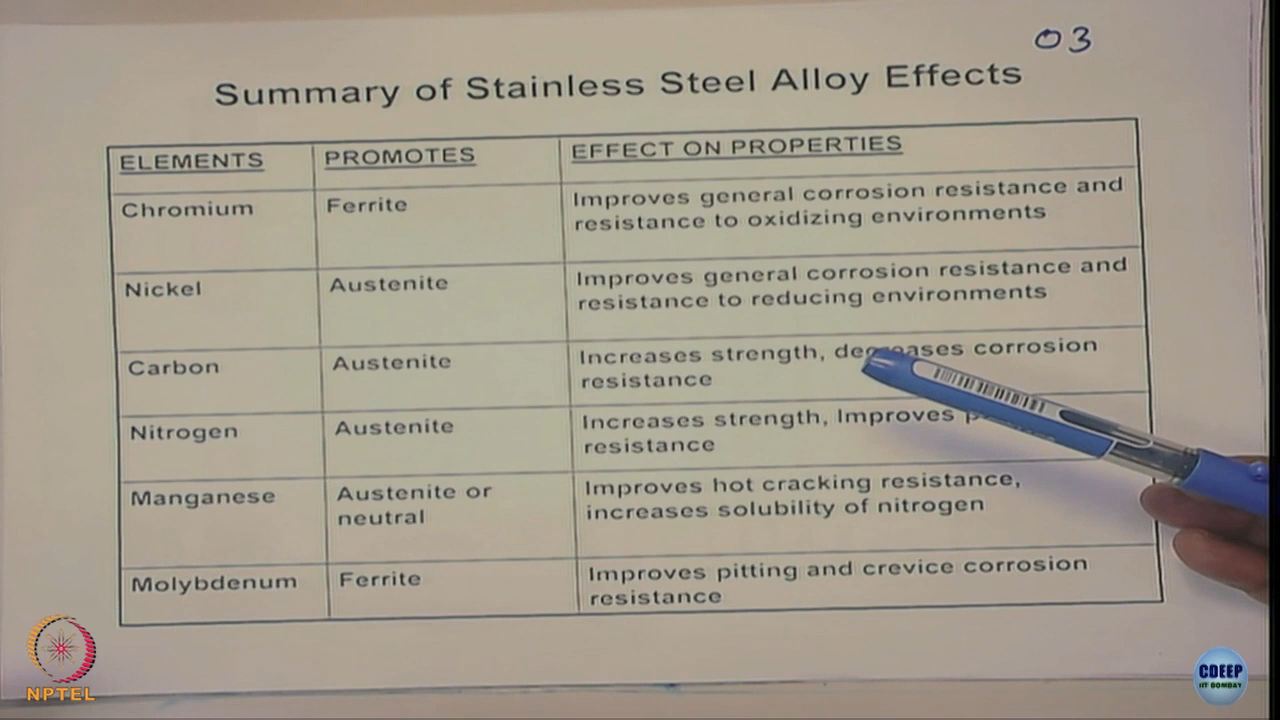 03
Summary of Stainless Steel Alloy Effects
ELEMENTS PROMOTES EFFECT ON PROPERTIES
Chromium Ferrite Improves general corrosion resistance and
resistance to oxidizing environments
Nickel Austenite Improves general corrosion resistance and
resistance to reducing environments
Carbon Austenite Increases strength, decreases corrosion
resistance
Nitrogen Austenite Increases strength, Improves
resistance
Manganese Austenite or
neutral
Improves hot cracking resistance,
increases solubility of nitrogen
Molybdenum Ferrite Improves pitting and crevice corrosion
resistance
NPTEL
CDEEP
IIT BOMBAY